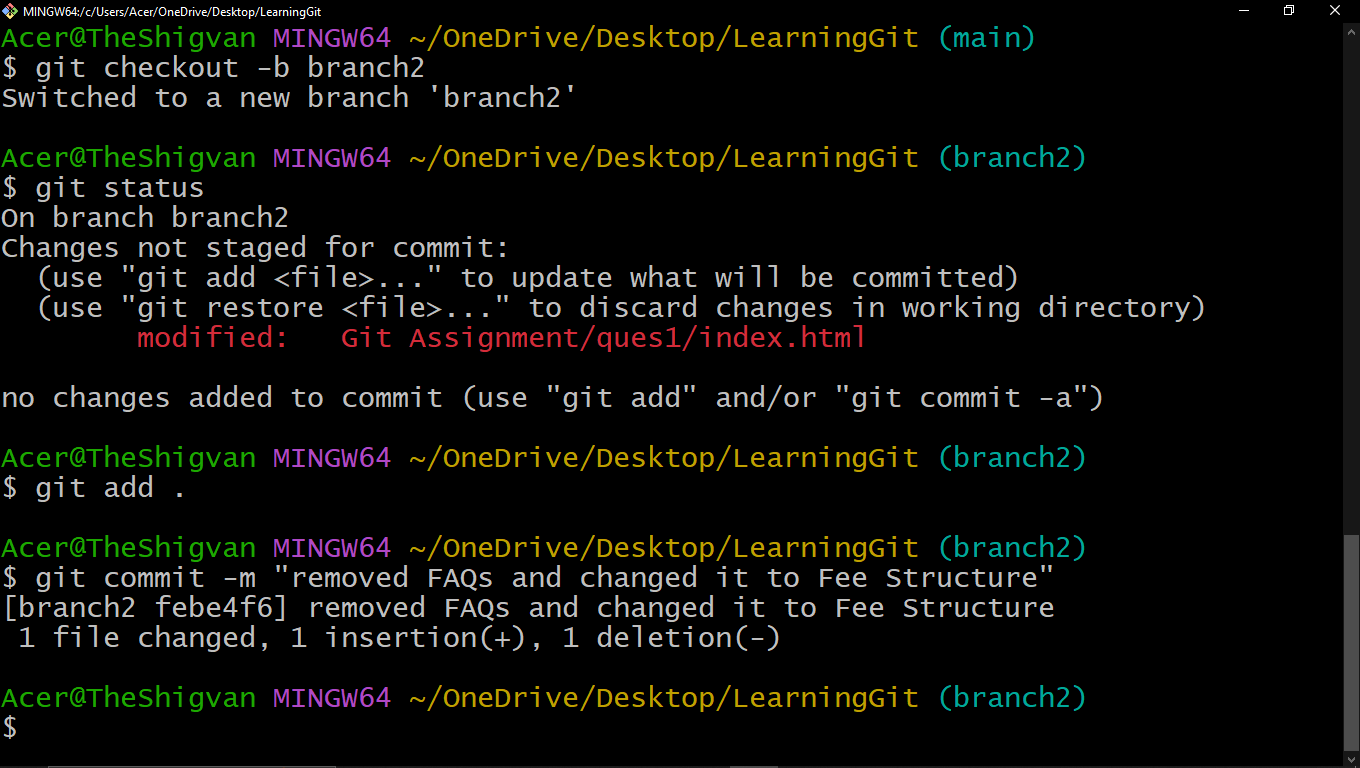 MINGW64:/c/Users/Acer/OneDrive/Desktop/LearningGit
Acer@TheShigvan MINGW64 ~/OneDrive/Desktop/LearningGit (main)
$ git checkout -b branch2
Switched to a new branch 'branch2'
Acer@TheShigvan MINGW64 ~/OneDrive/Desktop/LearningGit (branch2)
$ git status
On branch branch2
Changes not staged for commit:
  (use "git add <file>..." to update what will be committed)
  (use "git restore <file>..." to discard changes in working directory)
        modified:   Git Assignment/ques1/index.html
no changes added to commit (use "git add" and/or "git commit -a")
Acer@TheShigvan MINGW64 ~/OneDrive/Desktop/LearningGit (branch2)
$ git add .
Acer@TheShigvan MINGW64 ~/OneDrive/Desktop/LearningGit (branch2)
$ git commit -m "removed FAQs and changed it to Fee Structure"
[branch2 febe4f6] removed FAQs and changed it to Fee Structure
 1 file changed, 1 insertion(+), 1 deletion(-)
Acer@TheShigvan MINGW64 ~/OneDrive/Desktop/LearningGit (branch2)
$